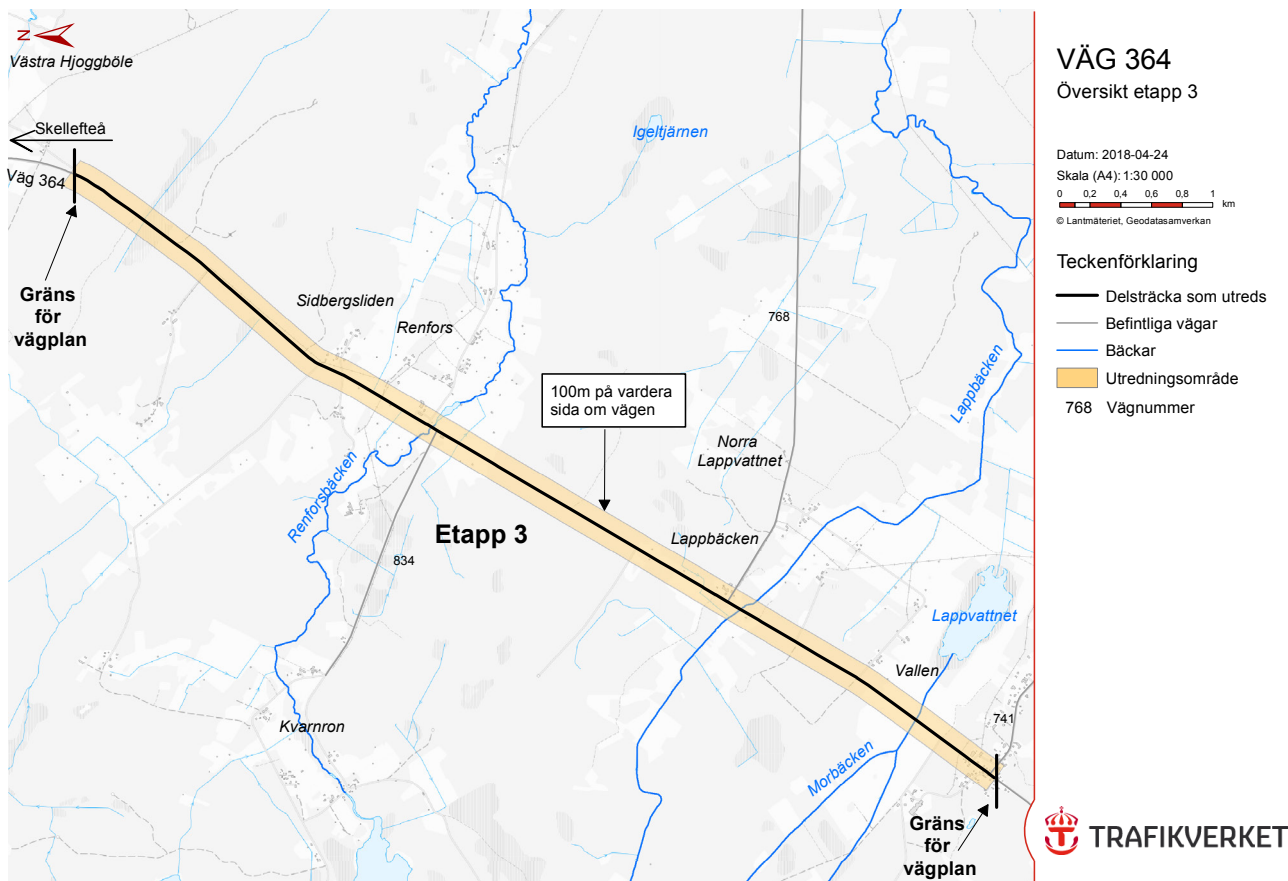 N
Västra Hjoggböle
Skellefteå
Väg 364
Gräns
för
vägplan
Igeltjärnen
Sidbergsliden
Renfors
768
Lappbäcken
100m på vardera
sida om vägen
Norra
Lappvattnet
Renforsbäcken
Etapp 3
Lappbäcken
834
Lappvattnet
Vallen
741
Kvarnron
Morbäcken
Gräns
för
vägplan
VÄG 364
Översikt etapp 3
Datum: 2018-04-24
Skala (A4): 1:30 000
0 0,2 0,4 0,6 0,8 1
km
© Lantmäteriet, Geodatasamverkan
Teckenförklaring
Delsträcka som utreds
Befintliga vägar
Bäckar
Utredningsområde
768 Vägnummer
TRAFIKVERKET